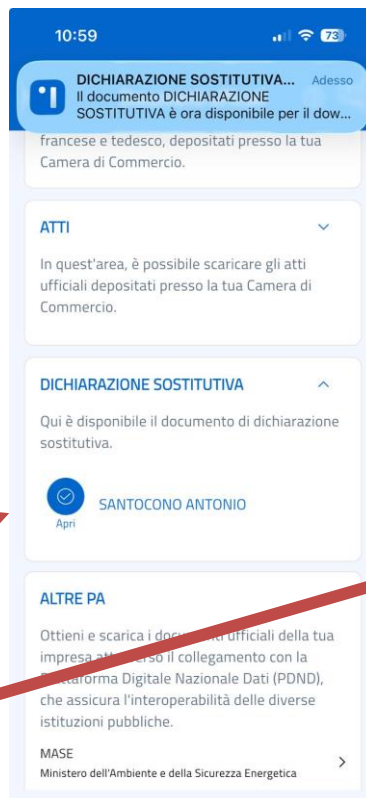 10:59
73
DICHIARAZIONE SOSTITUTIVA... Adesso
Il documento DICHIARAZIONE
SOSTITUTIVA è ora disponibile per il dow...
francese e tedesco, depositati presso la tua
Camera di Commercio.
ATTI
In quest'area, è possibile scaricare gli atti
ufficiali depositati presso la tua Camera di
Commercio.
DICHIARAZIONE SOSTITUTIVA
Qui è disponibile il documento di dichiarazione
sostitutiva.
SANTOCONO ANTONIO
Apri
ALTRE PA
Ottieni e scarica i documenti ufficiali della tua
impresa attraverso il collegamento con la
Piattaforma Digitale Nazionale Dati (PDND),
che assicura l'interoperabilità delle diverse
istituzioni pubbliche.
MASE
Ministero dell'Ambiente e della Sicurezza Energetica